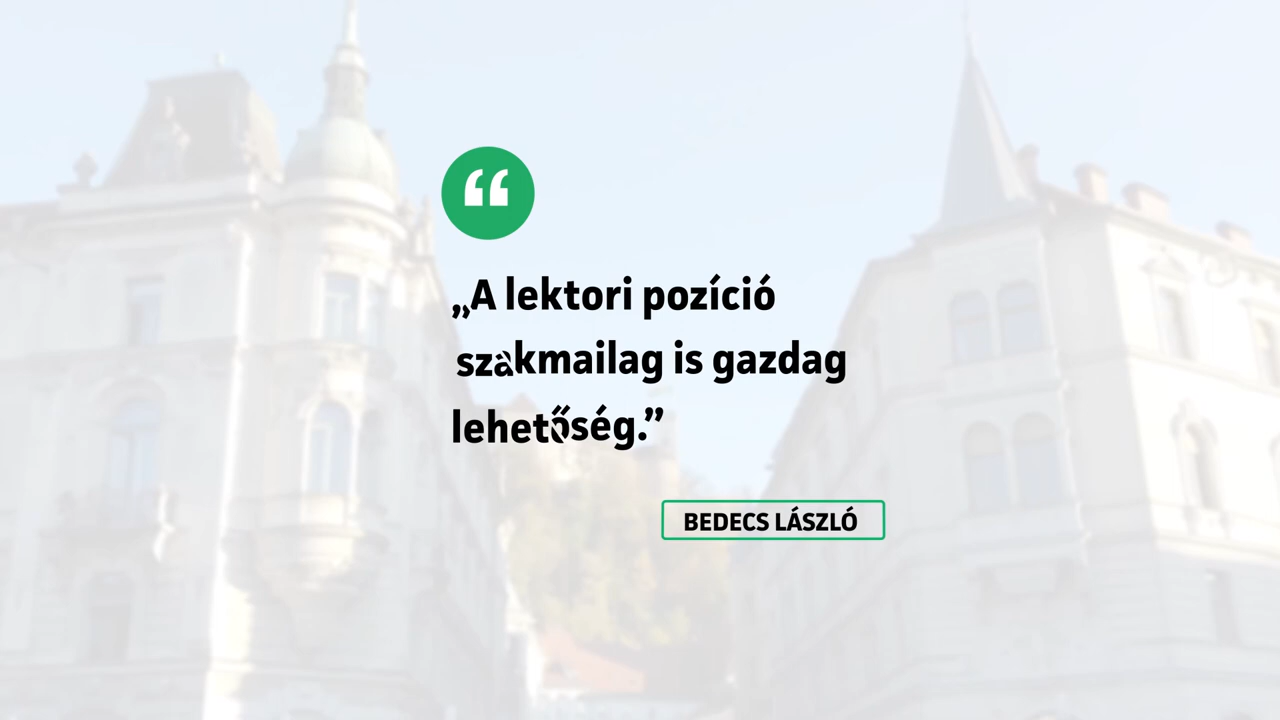 „A lektori pozíció
szakmailag is gazdag
lehetőség.”
BEDECS LÁSZLÓ